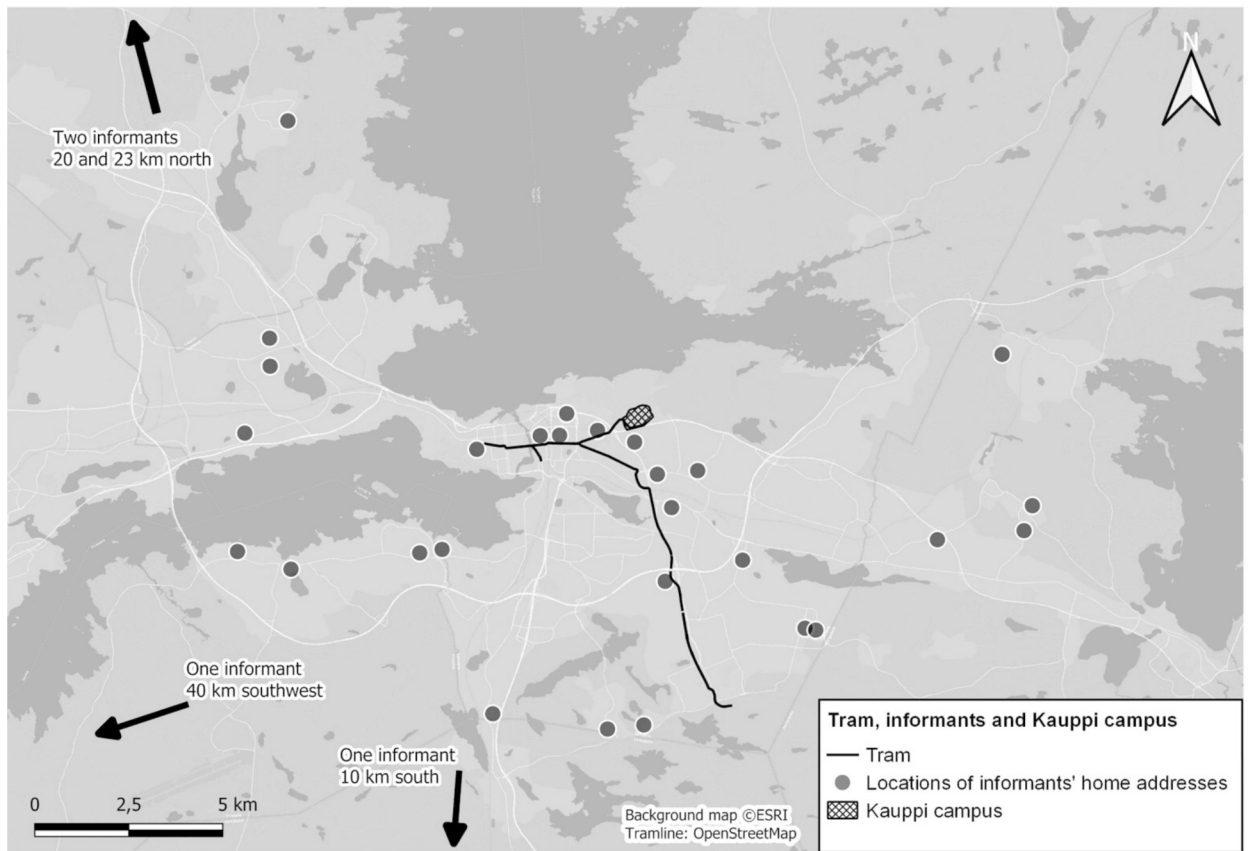 N
Two informants
20 and 23 km north
One informant
40 km southwest
One informant
10 km south
0 2,5 5 km
Background map ©ESRI
Tramline: OpenStreetMap
Tram, informants and Kauppi campus
Tram
Locations of informants' home addresses
Kauppi campus